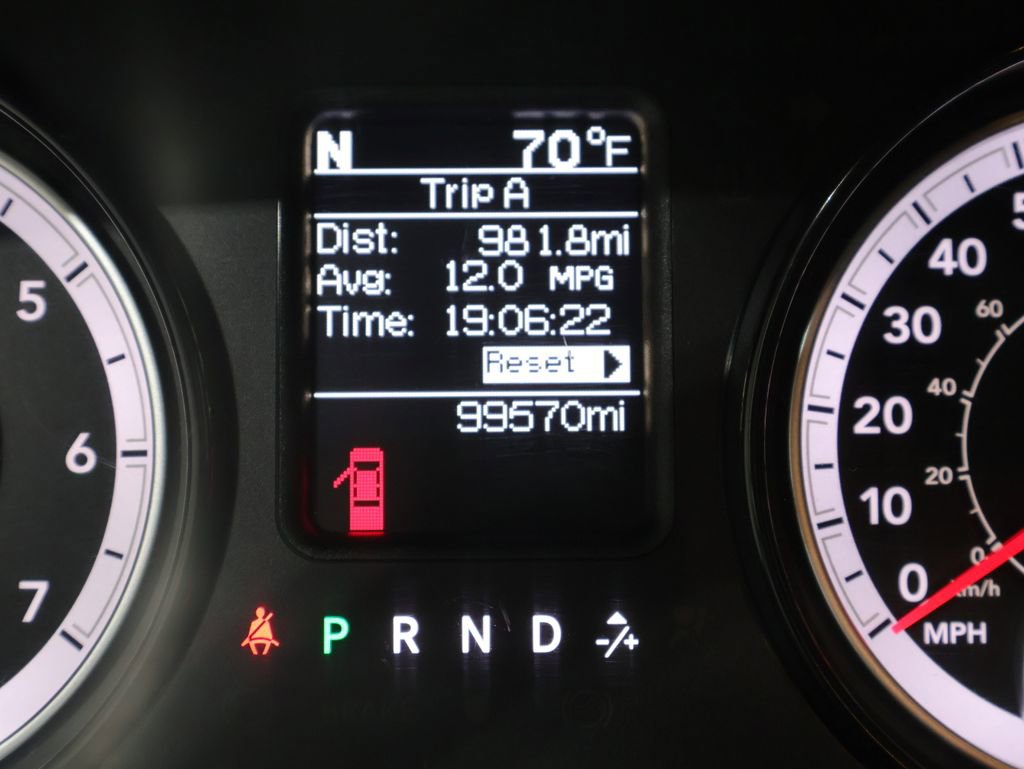 N 70°F
Trip A
Dist: 981.8mi
Avg: 12.0 MPG
Time: 19:06:22
Reset
99570mi
P R N D -/+
5
6
7
40
30
20
10
0
MPH
60
40
20
0
km/h